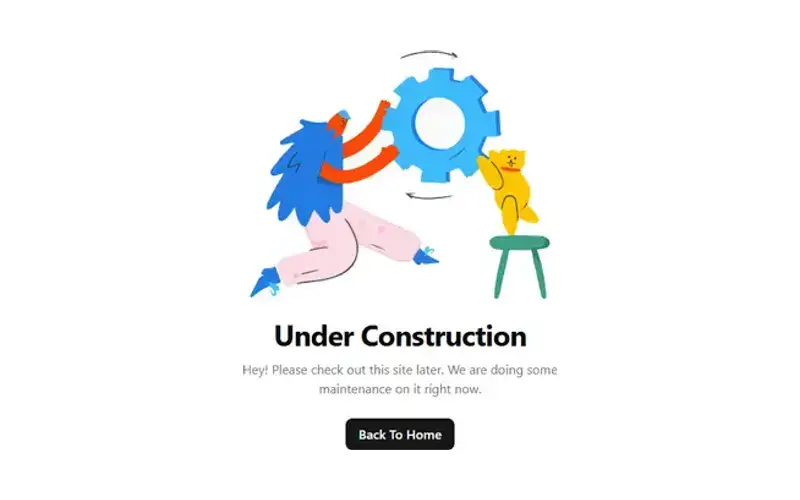 Under Construction
Hey! Please check out this site later. We are doing some
maintenance on it right now.
Back To Home